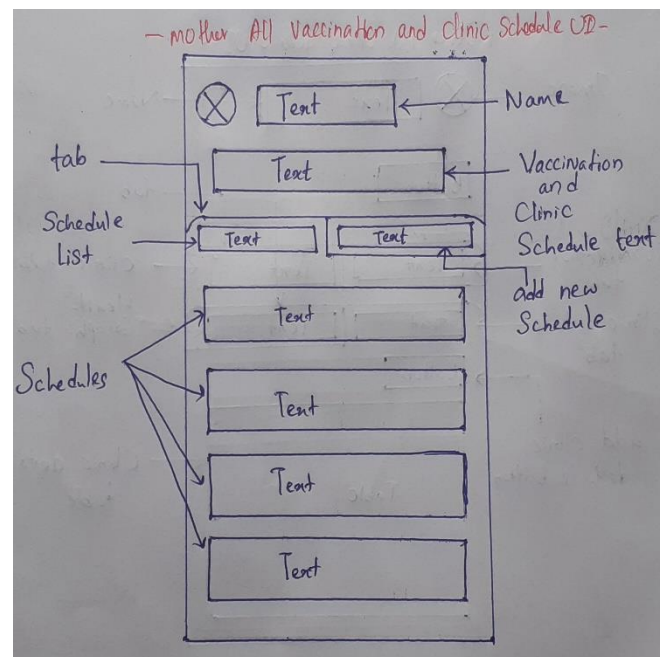 - mother All Vaccination and Clinic Schedule UI -
Text
Name
tab
Text
Vaccination
and
Clinic
Schedule text
Schedule
List
Text
Text
add new
Schedule
Text
Schedules
Text
Text
Text